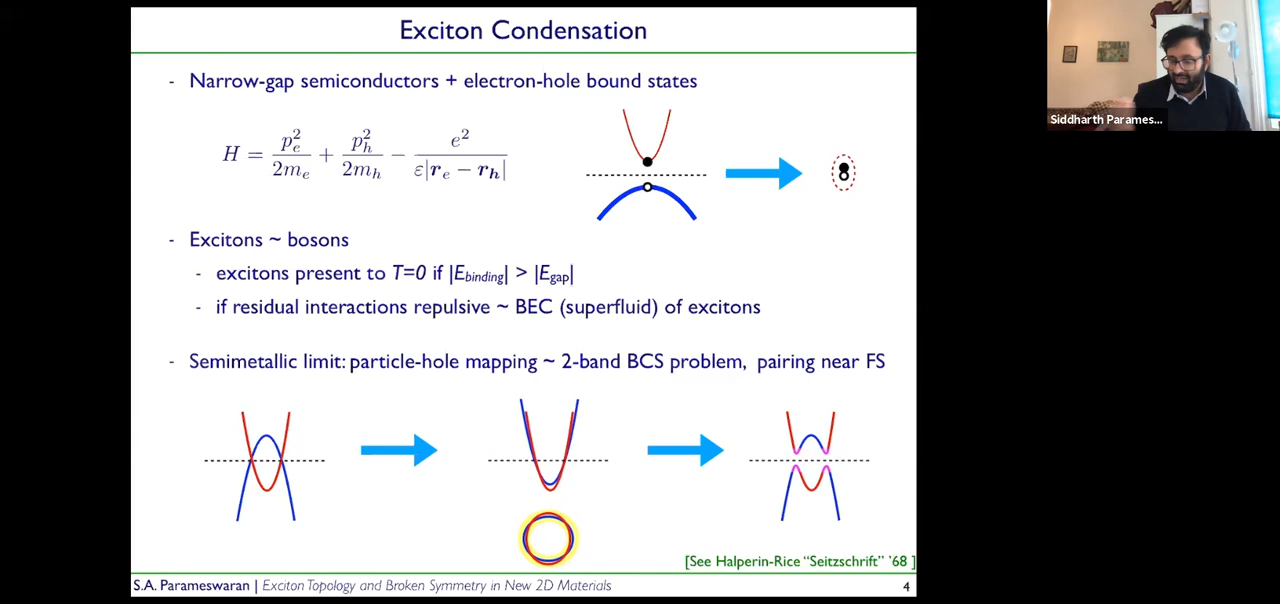 Exciton Condensation
- Narrow-gap semiconductors + electron-hole bound states
H = p_e^2/2m_e + p_h^2/2m_h − e^2/ε|r_e − r_h|
- Excitons ~ bosons
- excitons present to T=0 if |E_binding| > |E_gap|
- if residual interactions repulsive ~ BEC (superfluid) of excitons
- Semimetallic limit: particle-hole mapping ~ 2-band BCS problem, pairing near FS
[See Halperin-Rice “Seitzschrift” ’68 ]
S.A. Parameswaran | Exciton Topology and Broken Symmetry in New 2D Materials
4
Siddharth Parames...